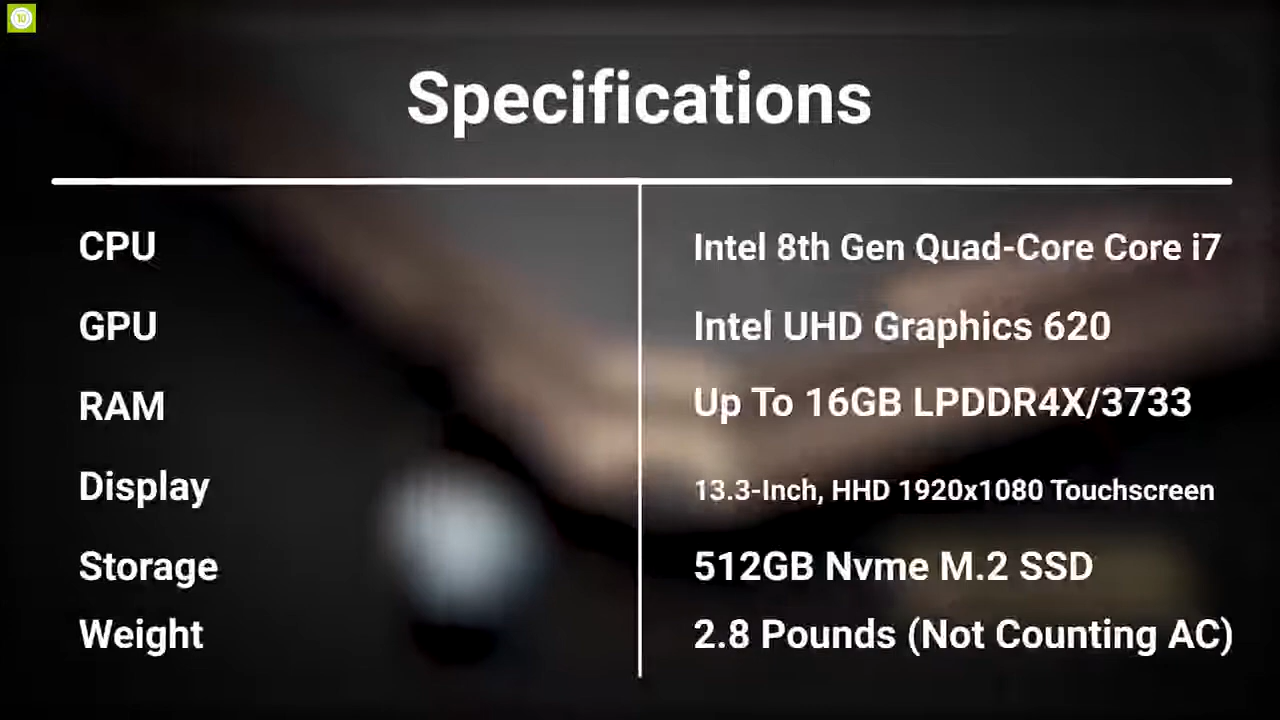 10
Specifications
CPU
Intel 8th Gen Quad-Core Core i7
GPU
Intel UHD Graphics 620
RAM
Up To 16GB LPDDR4X/3733
Display
13.3-Inch, HHD 1920x1080 Touchscreen
Storage
512GB Nvme M.2 SSD
Weight
2.8 Pounds (Not Counting AC)